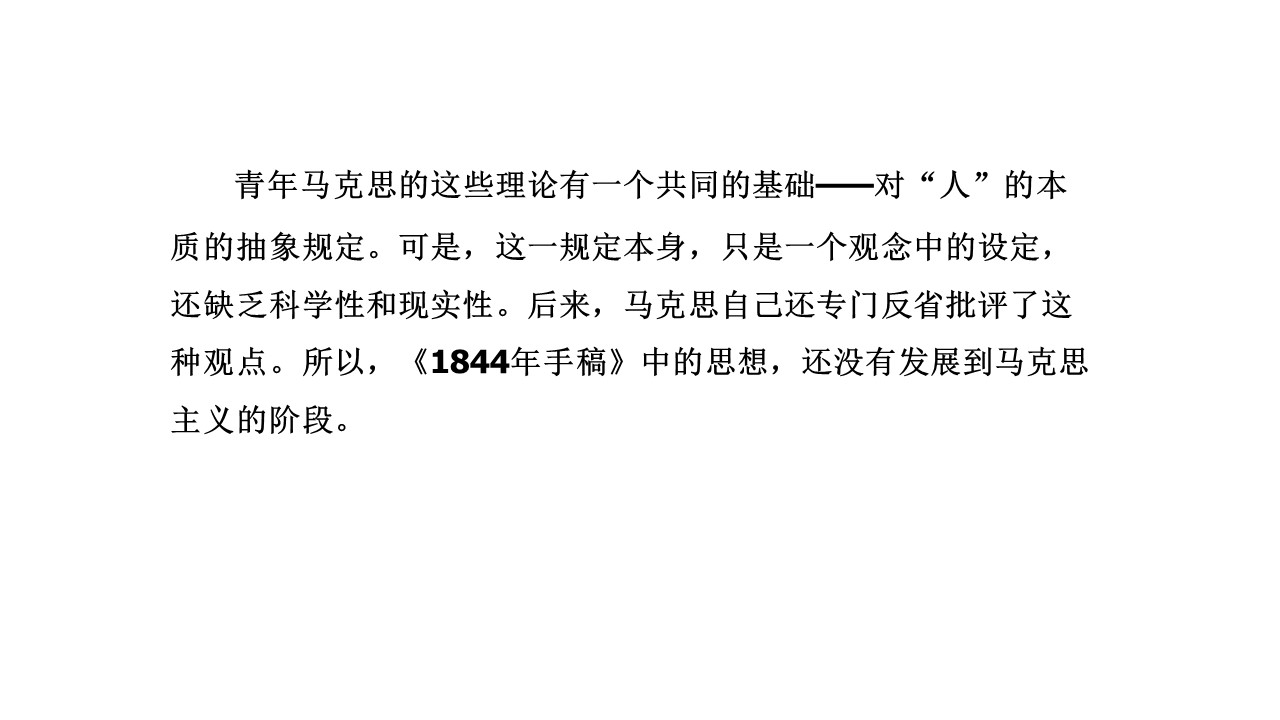 青年马克思的这些理论有一个共同的基础——对“人”的本
质的抽象规定。可是，这一规定本身，只是一个观念中的设定，
还缺乏科学性和现实性。后来，马克思自己还专门反省批评了这
种观点。所以，《1844年手稿》中的思想，还没有发展到马克思
主义的阶段。